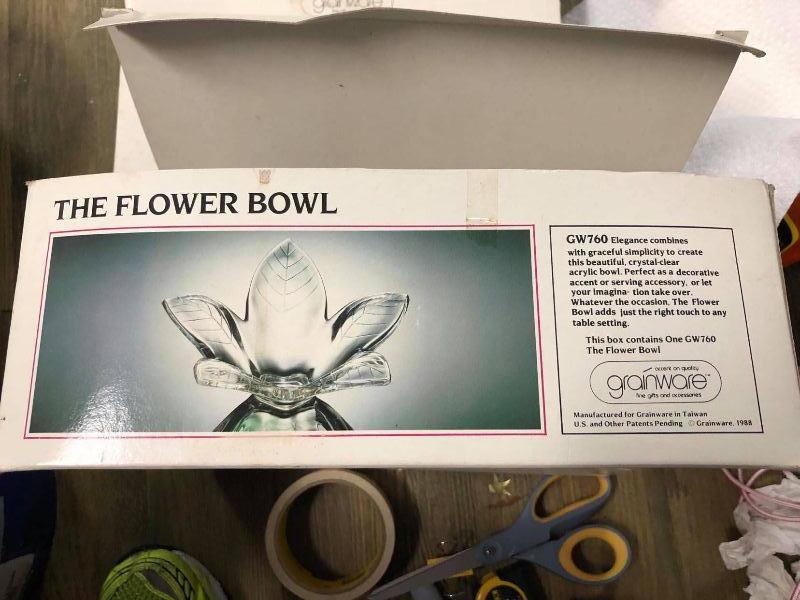 grainware
THE FLOWER BOWL
GW760 Elegance combines
with graceful simplicity to create
this beautiful, crystal-clear
acrylic bowl. Perfect as a decorative
accent or serving accessory, or let
your imagina- tion take over.
Whatever the occasion, The Flower
Bowl adds just the right touch to any
table setting.
This box contains One GW760
The Flower Bowl
accent on quality
grainware™
fine gifts and accessories
Manufactured for Grainware in Taiwan
U.S. and Other Patents Pending © Grainware, 1988